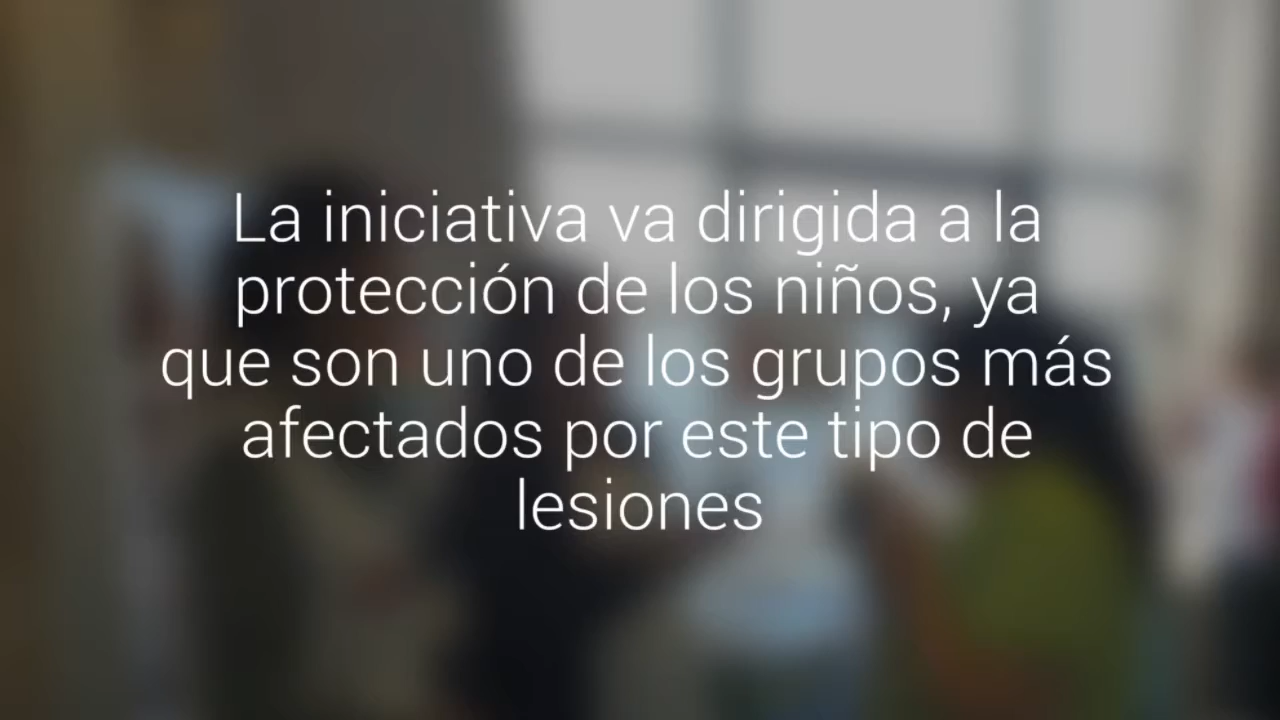 La iniciativa va dirigida a la
protección de los niños, ya
que son uno de los grupos más
afectados por este tipo de
lesiones